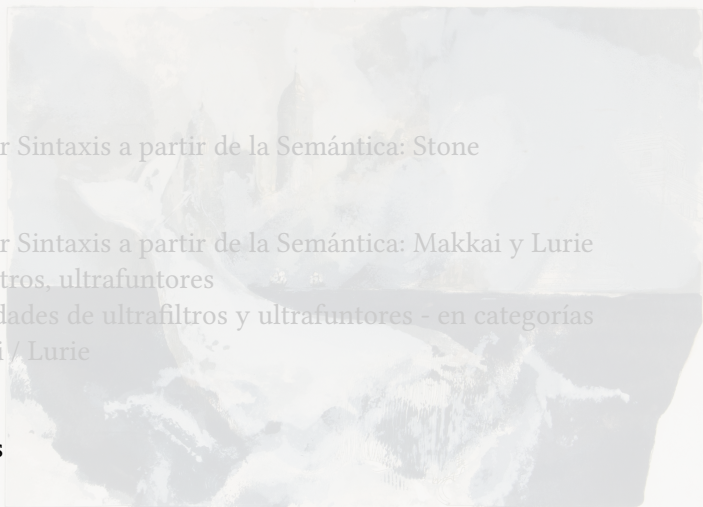 r Sintaxis a partir de la Semántica: Stone
r Sintaxis a partir de la Semántica: Makkai y Lurie
tros, ultrafuntores
dades de ultrafiltros y ultrafuntores - en categorías
i / Lurie
s